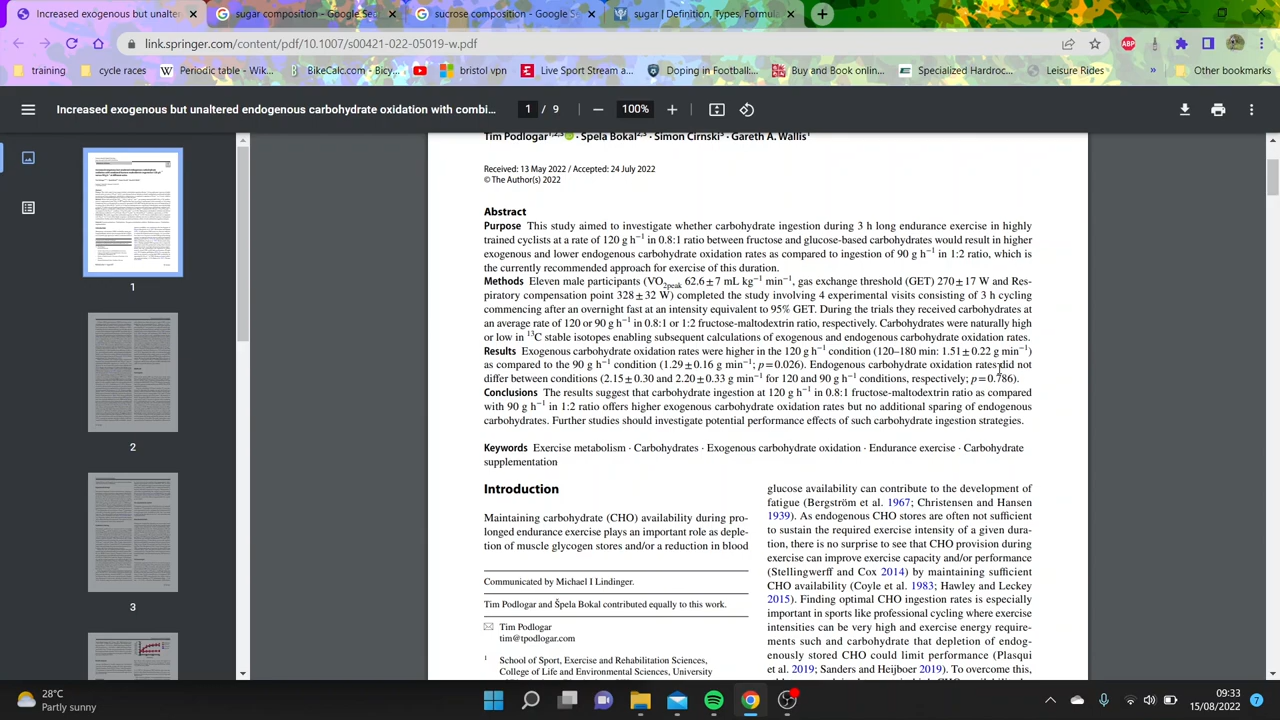 Increased exogenous but unalter
sugar composition - Google Sea
sucrose composition - Google Se
sugar | Definition, Types, Formula
link.springer.com/content/pdf/10.1007/s00421-022-05019-w.pdf
ABP
training
cycle races
Periodic table - Wik...
BikeCalc.com - Bicy...
bristol vpn
Live Sport Stream a...
Doping in Football:...
Buy and Book onlin...
Specialized Hardroc...
Leisure Rides
»
Other bookmarks
Increased exogenous but unaltered endogenous carbohydrate oxidation with combi...
1 / 9
100%
Tim Podlogar1,2,3 · Špela Bokal2,3 · Simon Cirnski3 · Gareth A. Wallis1
Received: 13 May 2022 / Accepted: 24 July 2022
© The Author(s) 2022
Abstract
Purpose This study aimed to investigate whether carbohydrate ingestion during 3 h long endurance exercise in highly
trained cyclists at a rate of 120 g h−1 in 0.8:1 ratio between fructose and glucose-based carbohydrates would result in higher
exogenous and lower endogenous carbohydrate oxidation rates as compared to ingestion of 90 g h−1 in 1:2 ratio, which is
the currently recommended approach for exercise of this duration.
Methods Eleven male participants (V̇O2peak 62.6 ± 7 mL kg−1 min−1, gas exchange threshold (GET) 270 ± 17 W and Res-
piratory compensation point 328 ± 32 W) completed the study involving 4 experimental visits consisting of 3 h cycling
commencing after an overnight fast at an intensity equivalent to 95% GET. During the trials they received carbohydrates at
an average rate of 120 or 90 g h−1 in 0.8:1 or 1:2 fructose-maltodextrin ratio, respectively. Carbohydrates were naturally high
or low in 13C stable isotopes enabling subsequent calculations of exogenous and endogenous carbohydrate oxidation rates.
Results Exogenous carbohydrate oxidation rates were higher in the 120 g h−1 condition (120–180 min: 1.51 ± 0.22 g min−1)
as compared to the 90 g h−1 condition (1.29 ± 0.16 g min−1; p = 0.026). Endogenous carbohydrate oxidation rates did not
differ between conditions (2.15 ± 0.30 and 2.20 ± 0.33 g min−1 for 120 and 90 g h−1 conditions, respectively; p = 0.786).
Conclusions The results suggest that carbohydrate ingestion at 120 g h−1 in 0.8:1 fructose-maltodextrin ratio as compared
with 90 g h−1 in 1:2 ratio offers higher exogenous carbohydrate oxidation rates but no additional sparing of endogenous
carbohydrates. Further studies should investigate potential performance effects of such carbohydrate ingestion strategies.
Keywords Exercise metabolism · Carbohydrates · Exogenous carbohydrate oxidation · Endurance exercise · Carbohydrate
supplementation
Introduction
Maintaining carbohydrate (CHO) availability during pro-
longed endurance exercise plays an important role as deple-
tion of muscle glycogen stores and/or a reduction in blood
Communicated by Michael I Lindinger.
Tim Podlogar and Špela Bokal contributed equally to this work.
Tim Podlogar
tim@tpodlogar.com
1 School of Sport, Exercise and Rehabilitation Sciences,
College of Life and Environmental Sciences, University
glucose availability can contribute to the development of
fatigue (Bergström et al. 1967; Christensen and Hansen
1939). As endogenous CHO stores are often not sufficient
to sustain the required exercise intensity of a given dura-
tion, there is no surprise to see that CHO provision during
exercise can improve exercise capacity and/or performance
(Stellingwerff and Cox 2014) by maintaining sufficient
CHO availability (Coyle et al. 1983; Hawley and Leckey
2015). Finding optimal CHO ingestion rates is especially
important in sports like professional cycling where exercise
intensities can be very high and exercise energy require-
ments such and carbohydrate that depletion of endog-
enously stored CHO could limit performance (Plasqui
et al. 2019; Sanders and Heijboer 2019). To overcome this,
1
2
3
28°C
Partly sunny
09:33
15/08/2022
7